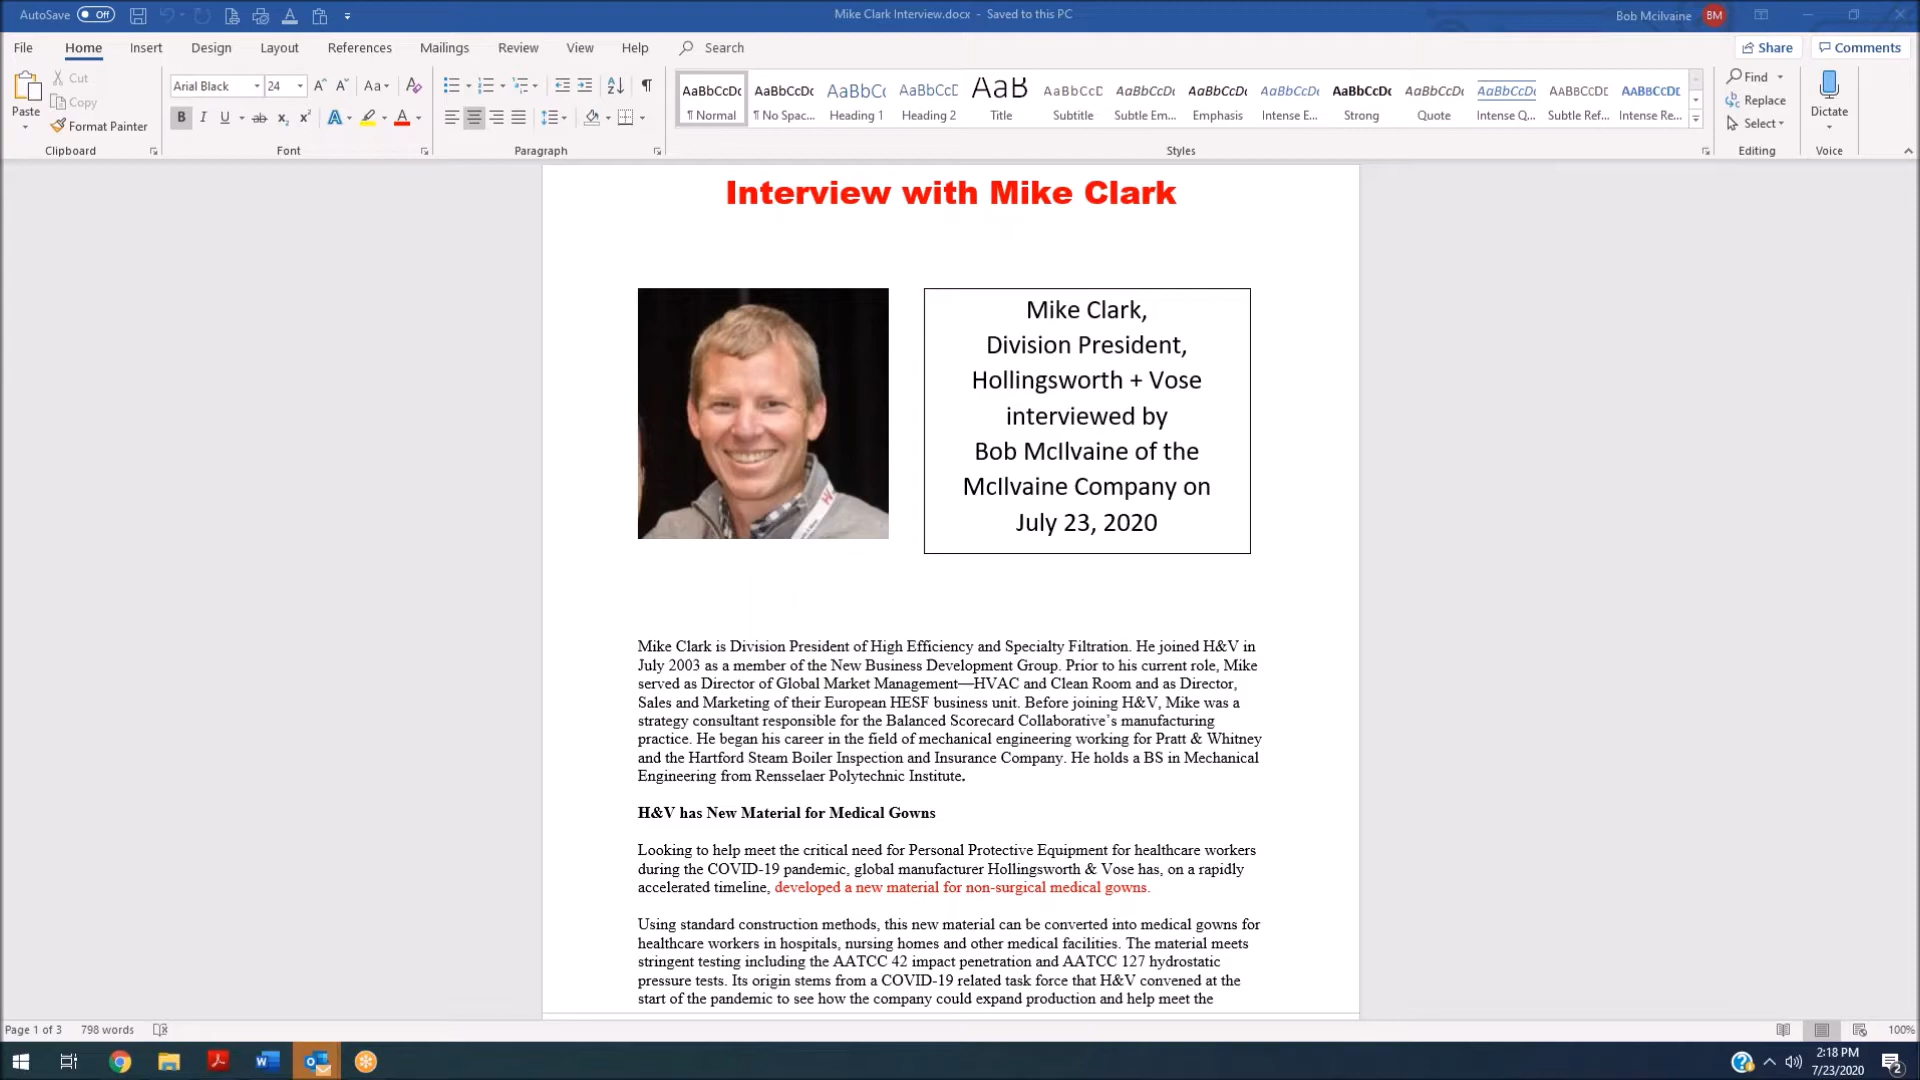 AutoSave Off
Mike Clark Interview.docx - Saved to this PC
Bob Mcilvaine BM
File Home Insert Design Layout References Mailings Review View Help Search
Share Comments
Paste
Cut
Copy
Format Painter
Clipboard
Arial Black 24
Font
Paragraph
AaBbCcDc AaBbCcDc AaBbCc AaBbCcD AaB AaBbCcD AaBbCcDc AaBbCcDc AaBbCcDc AaBbCcDc AaBbCcDc AaBbCcDc AABBCCDD AABBCCDC
¶ Normal ¶ No Spac... Heading 1 Heading 2 Title Subtitle Subtle Em... Emphasis Intense E... Strong Quote Intense Q... Subtle Ref... Intense Re...
Styles
Find
Replace
Select
Editing
Dictate
Voice
Interview with Mike Clark
Mike Clark,
Division President,
Hollingsworth + Vose
interviewed by
Bob McIlvaine of the
McIlvaine Company on
July 23, 2020
Mike Clark is Division President of High Efficiency and Specialty Filtration. He joined H&V in
July 2003 as a member of the New Business Development Group. Prior to his current role, Mike
served as Director of Global Market Management—HVAC and Clean Room and as Director,
Sales and Marketing of their European HESF business unit. Before joining H&V, Mike was a
strategy consultant responsible for the Balanced Scorecard Collaborative's manufacturing
practice. He began his career in the field of mechanical engineering working for Pratt & Whitney
and the Hartford Steam Boiler Inspection and Insurance Company. He holds a BS in Mechanical
Engineering from Rensselaer Polytechnic Institute.
H&V has New Material for Medical Gowns
Looking to help meet the critical need for Personal Protective Equipment for healthcare workers
during the COVID-19 pandemic, global manufacturer Hollingsworth & Vose has, on a rapidly
accelerated timeline, developed a new material for non-surgical medical gowns.
Using standard construction methods, this new material can be converted into medical gowns for
healthcare workers in hospitals, nursing homes and other medical facilities. The material meets
stringent testing including the AATCC 42 impact penetration and AATCC 127 hydrostatic
pressure tests. Its origin stems from a COVID-19 related task force that H&V convened at the
start of the pandemic to see how the company could expand production and help meet the
Page 1 of 3 798 words
100%
2:18 PM
7/23/2020
2